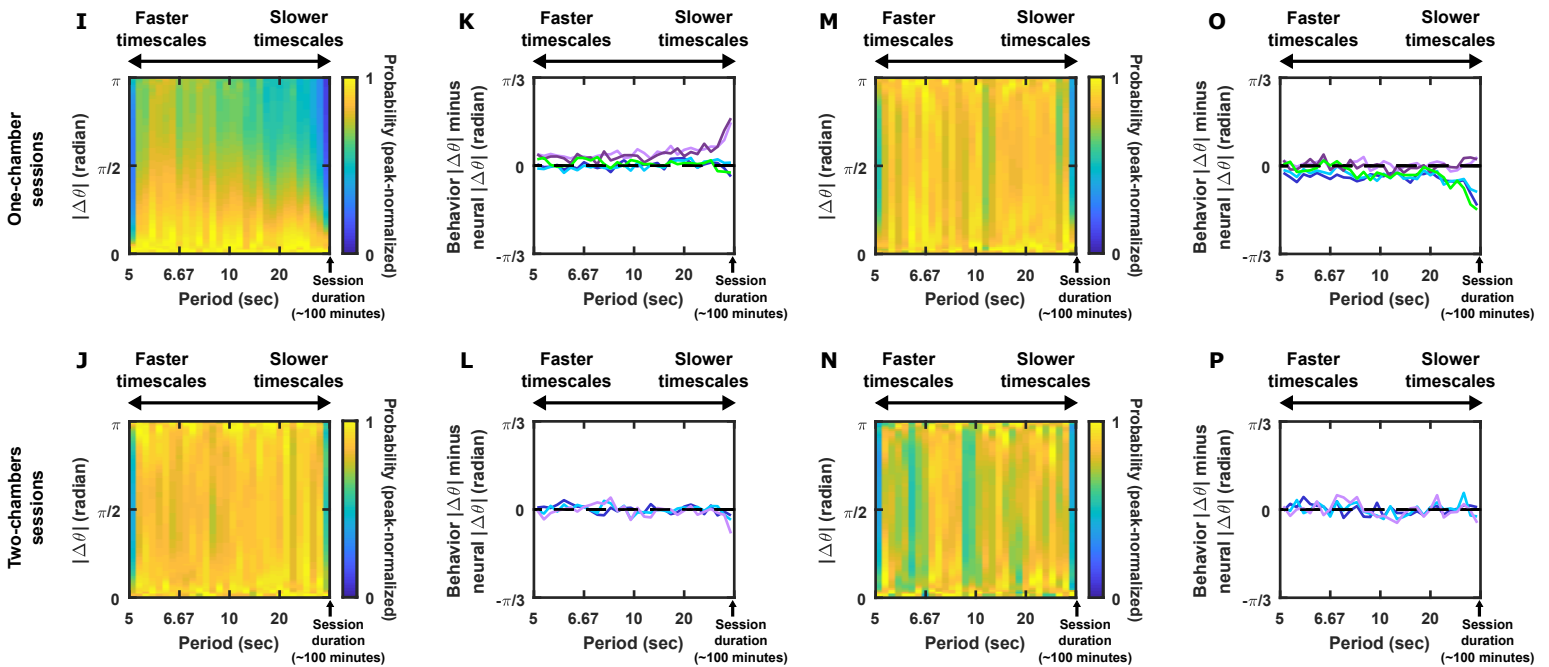 One-chamber
sessions
I
Faster
timescales
Slower
timescales
|Δθ| (radian)
π
π/2
0
5
6.67
10
20
Period (sec)
Session
duration
(~100 minutes)
1
0
Probability (peak-normalized)
K
Faster
timescales
Slower
timescales
Behavior |Δθ| minus
neural |Δθ| (radian)
π/3
0
-π/3
5
6.67
10
20
Period (sec)
Session
duration
(~100 minutes)
M
Faster
timescales
Slower
timescales
|Δθ| (radian)
π
π/2
0
5
6.67
10
20
Period (sec)
Session
duration
(~100 minutes)
1
0
Probability (peak-normalized)
O
Faster
timescales
Slower
timescales
Behavior |Δθ| minus
neural |Δθ| (radian)
π/3
0
-π/3
5
6.67
10
20
Period (sec)
Session
duration
(~100 minutes)
Two-chambers
sessions
J
Faster
timescales
Slower
timescales
|Δθ| (radian)
π
π/2
0
5
6.67
10
20
Period (sec)
Session
duration
(~100 minutes)
1
0
Probability (peak-normalized)
L
Faster
timescales
Slower
timescales
Behavior |Δθ| minus
neural |Δθ| (radian)
π/3
0
-π/3
5
6.67
10
20
Period (sec)
Session
duration
(~100 minutes)
N
Faster
timescales
Slower
timescales
|Δθ| (radian)
π
π/2
0
5
6.67
10
20
Period (sec)
Session
duration
(~100 minutes)
1
0
Probability (peak-normalized)
P
Faster
timescales
Slower
timescales
Behavior |Δθ| minus
neural |Δθ| (radian)
π/3
0
-π/3
5
6.67
10
20
Period (sec)
Session
duration
(~100 minutes)